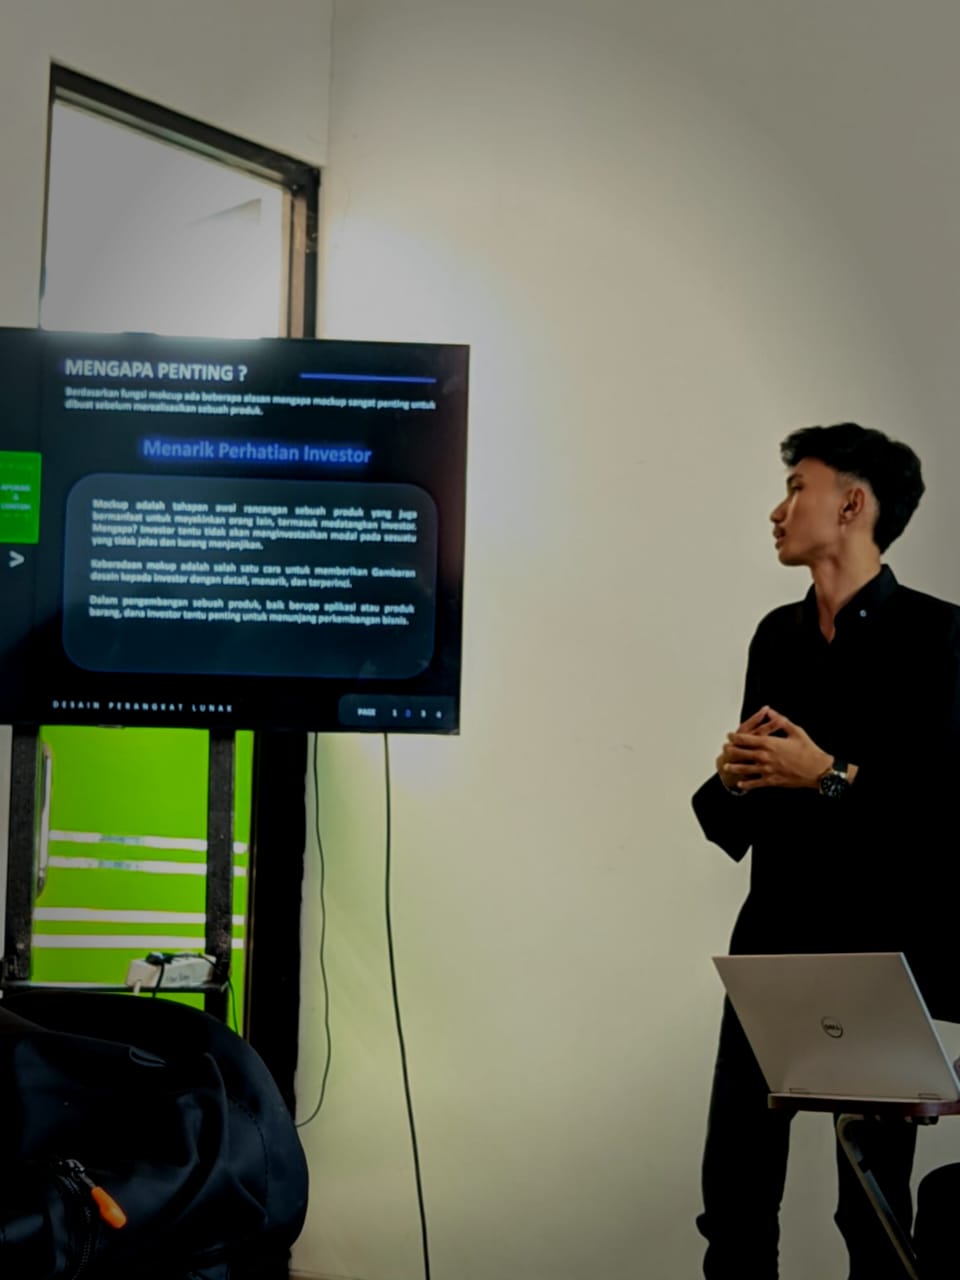 MENGAPA PENTING ?
Berdasarkan fungsi mokcup ada beberapa alasan mengapa mockup sangat penting untuk
dibuat sebelum merealisasikan sebuah produk.
Menarik Perhatian Investor
Mockup adalah tahapan awal rancangan sebuah produk yang juga
bermanfaat untuk meyakinkan orang lain, termasuk medatangkan investor.
Mengapa? Investor tentu tidak akan menginvestasikan modal pada sesuatu
yang tidak jelas dan kurang menjanjikan.
Keberadaan mokup adalah salah satu cara untuk memberikan Gambaran
desain kepada investor dengan detail, menarik, dan terperinci.
Dalam pengembangan sebuah produk, baik berupa aplikasi atau produk
barang, dana investor tentu penting untuk menunjang perkembangan bisnis.
&
CONTOH
>
DESAIN PERANGKAT LUNAK
PAGE 1 2 3 4
DELL